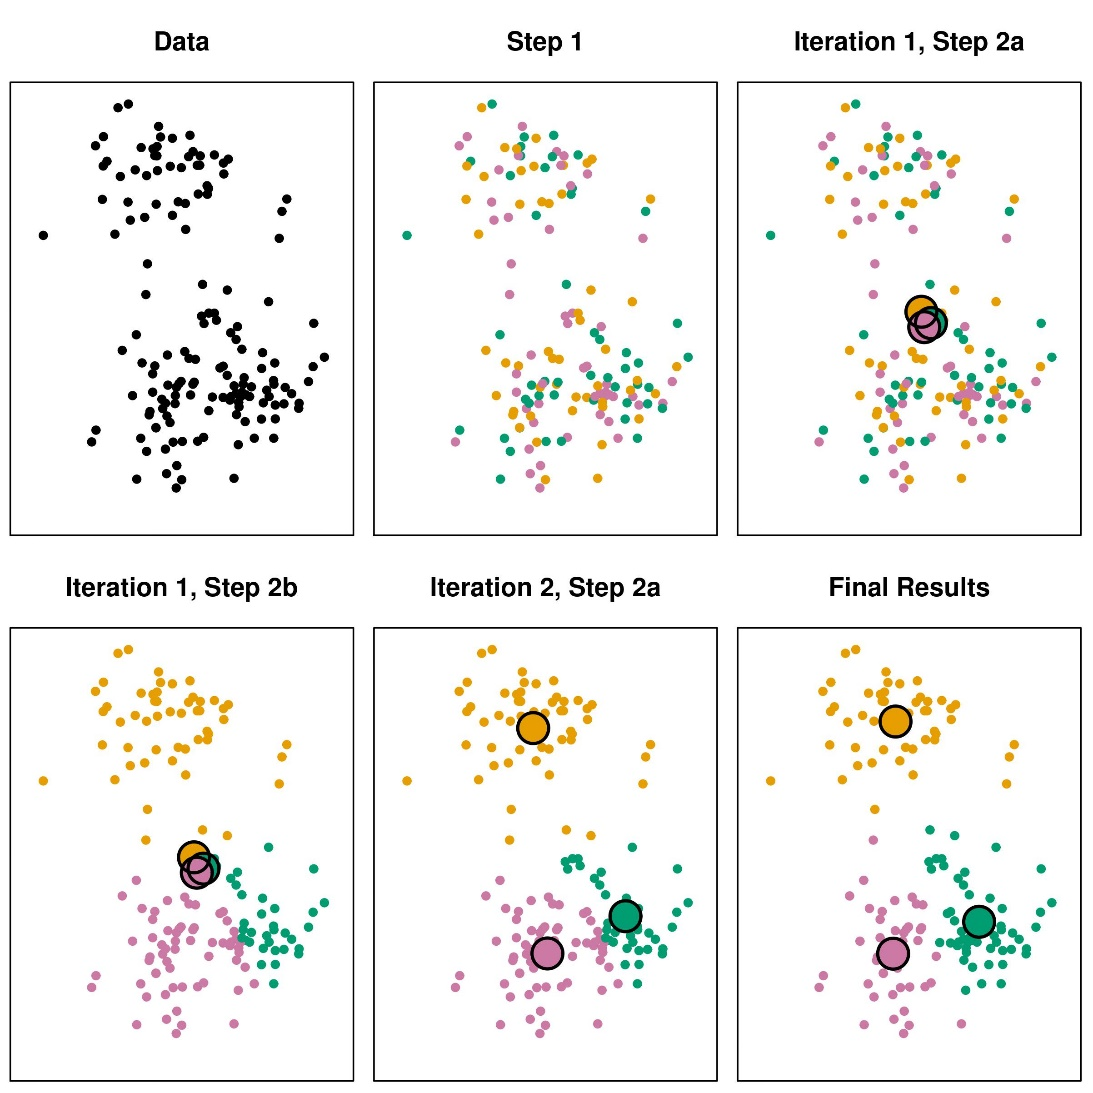 Data
Step 1
Iteration 1, Step 2a
Iteration 1, Step 2b
Iteration 2, Step 2a
Final Results